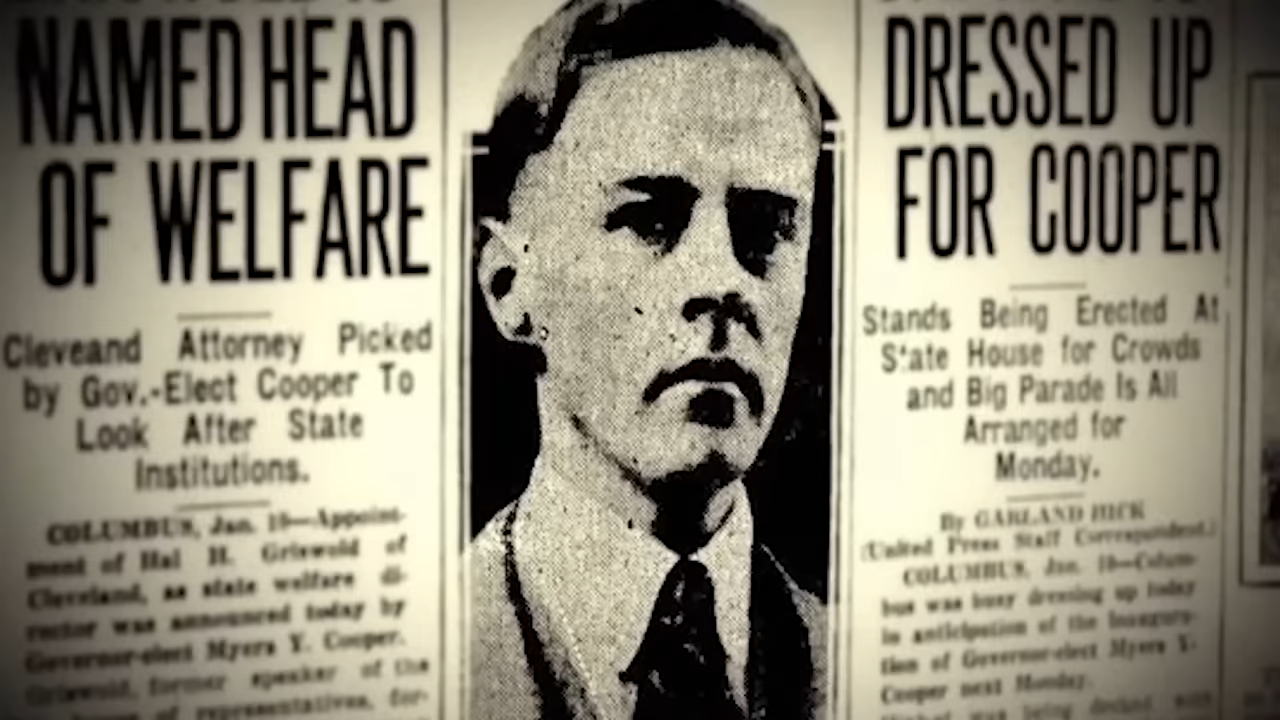 NAMED HEAD
OF WELFARE
Cleveand Attorney Picked
by Gov.-Elect Cooper To
Look After State
Institutions.
COLUMBUS, Jan. 10—Appoint-
ment of Hal H. Griswold of
Cleveland, as state welfare di-
rector was announced today by
Governor-elect Myers Y. Cooper.
Griswold, former speaker of the
of representatives, for-
DRESSED UP
FOR COOPER
Stands Being Erected At
State House for Crowds
and Big Parade Is All
Arranged for
Monday.
By GARLAND HICK
(United Press Staff Correspondent.)
COLUMBUS, Jan. 10—Colum-
bus was busy dressing up today
in anticipation of the inaugura-
tion of Governor-elect Myers Y.
Cooper next Monday.
was being decked with